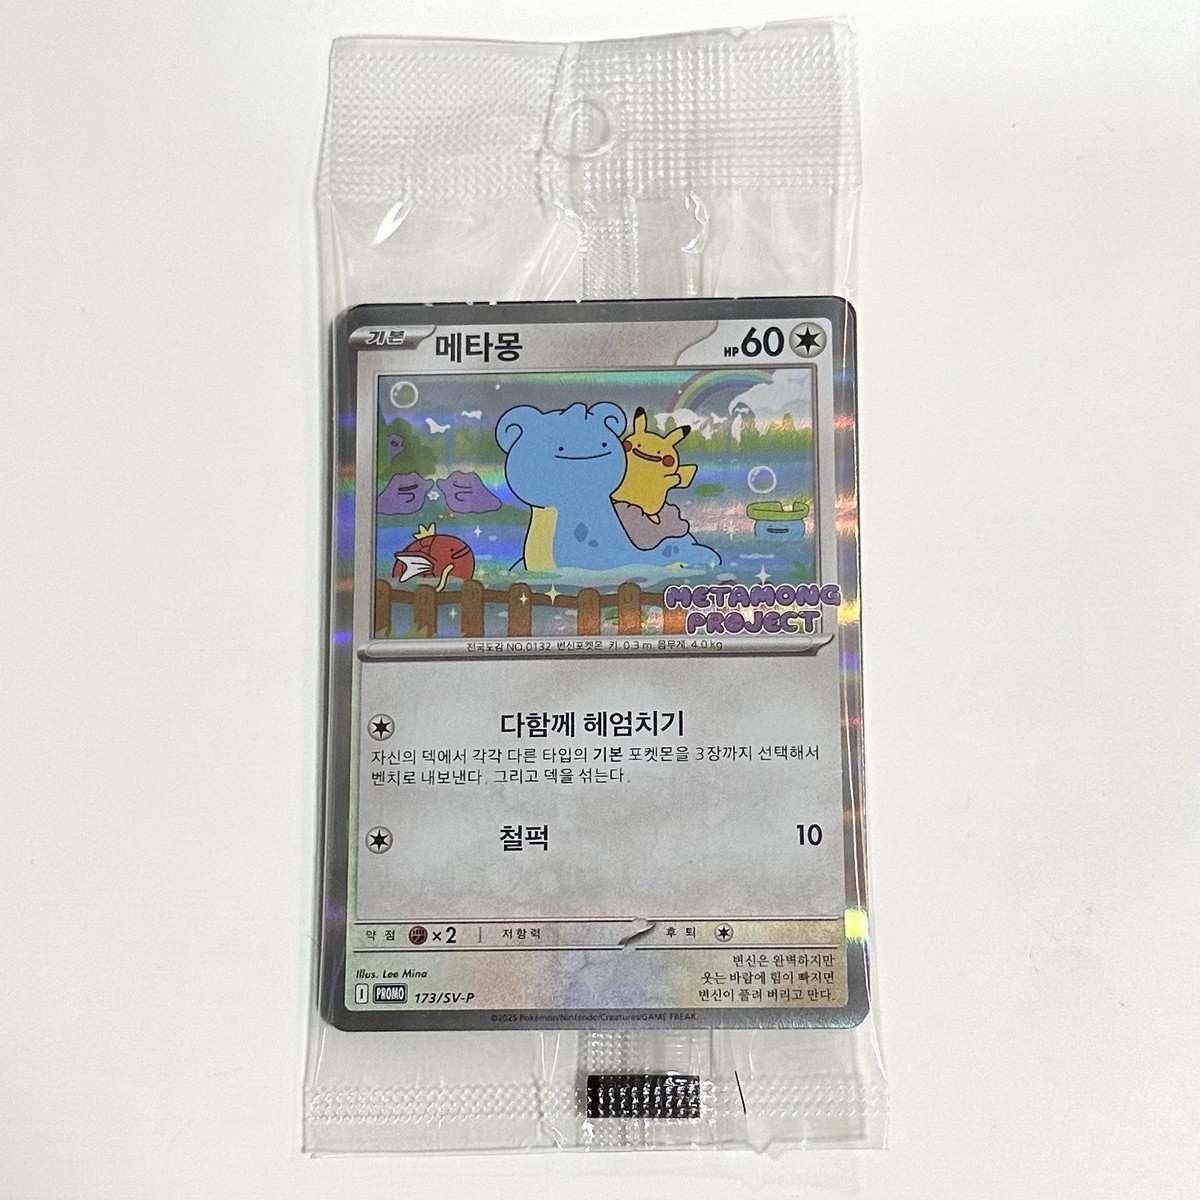 기본
메타몽
HP 60
METAMONG
PROJECT
전국도감 NO.0132 변신포켓몬 키 0.3 m 몸무게 4.0 kg
다함께 헤엄치기
자신의 덱에서 각각 다른 타입의 기본 포켓몬을 3장까지 선택해서
벤치로 내보낸다. 그리고 덱을 섞는다.
철퍽 10
약점 ×2 저항력 후퇴
변신은 완벽하지만
웃는 바람에 힘이 빠지면
변신이 풀려 버리고 만다.
Illus. Lee Mina
I PROMO 173/SV-P
©2025 Pokémon/Nintendo/Creatures/GAME FREAK.